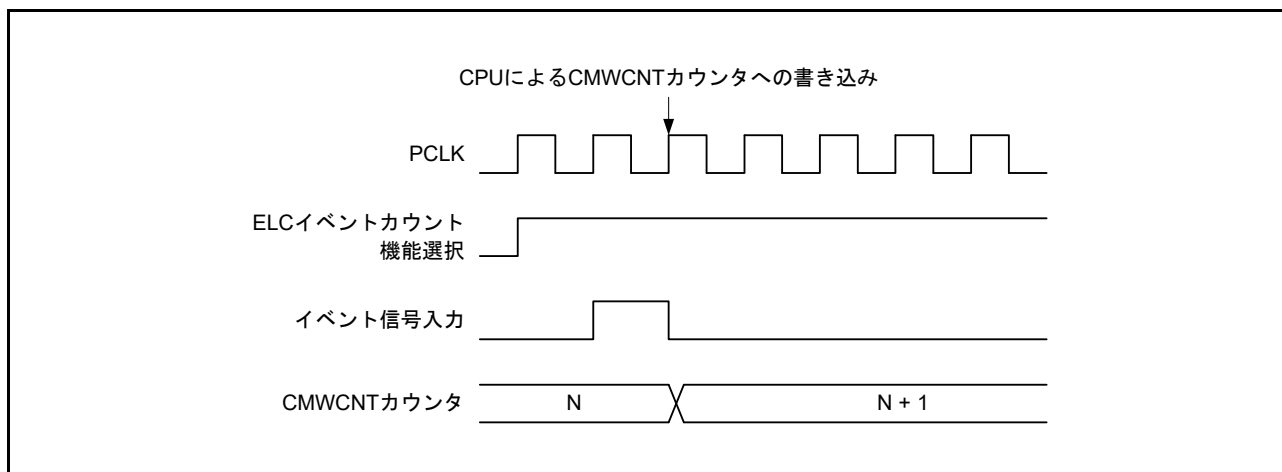 CPUによるCMWCNTカウンタへの書き込み
PCLK
ELCイベントカウント
機能選択
イベント信号入力
CMWCNTカウンタ
N
N + 1